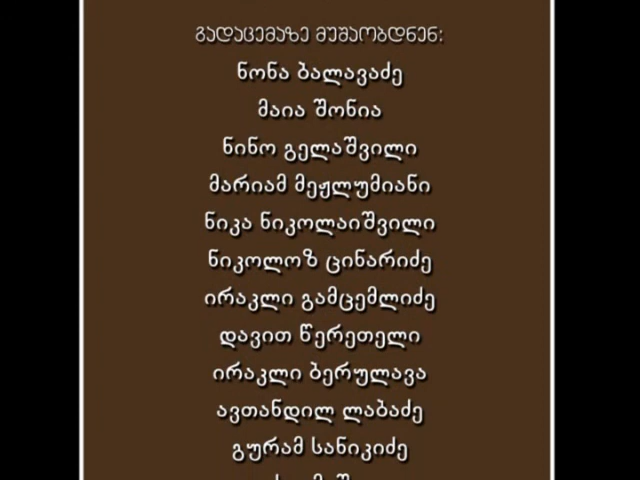 გადაცემაზე მუშაობდნენ:
ნონა ბალავაძე
მაია შონია
ნინო გელაშვილი
მარიამ მეჟლუმიანი
ნიკა ნიკოლაიშვილი
ნიკოლოზ ცინარიძე
ირაკლი გამცემლიძე
დავით წერეთელი
ირაკლი ბერულავა
ავთანდილ ლაბაძე
გურამ სანიკიძე